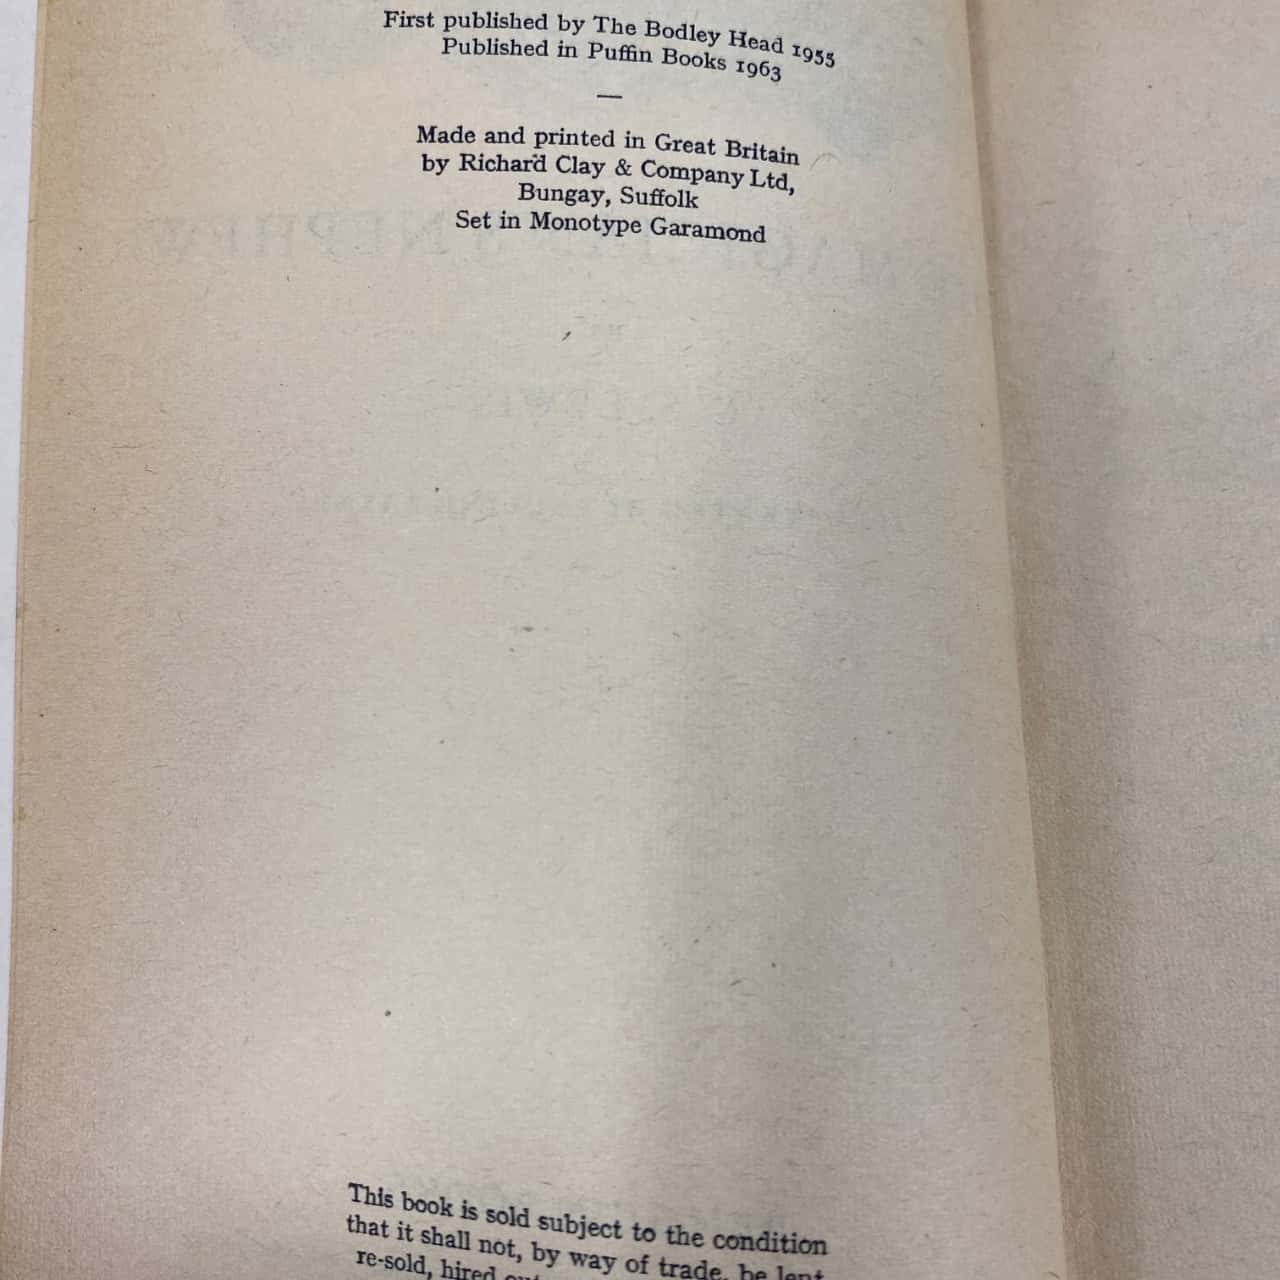 First published by The Bodley Head 1955
Published in Puffin Books 1963
—
Made and printed in Great Britain
by Richard Clay & Company Ltd,
Bungay, Suffolk
Set in Monotype Garamond
This book is sold subject to the condition
that it shall not, by way of trade, be lent
re-sold, hired